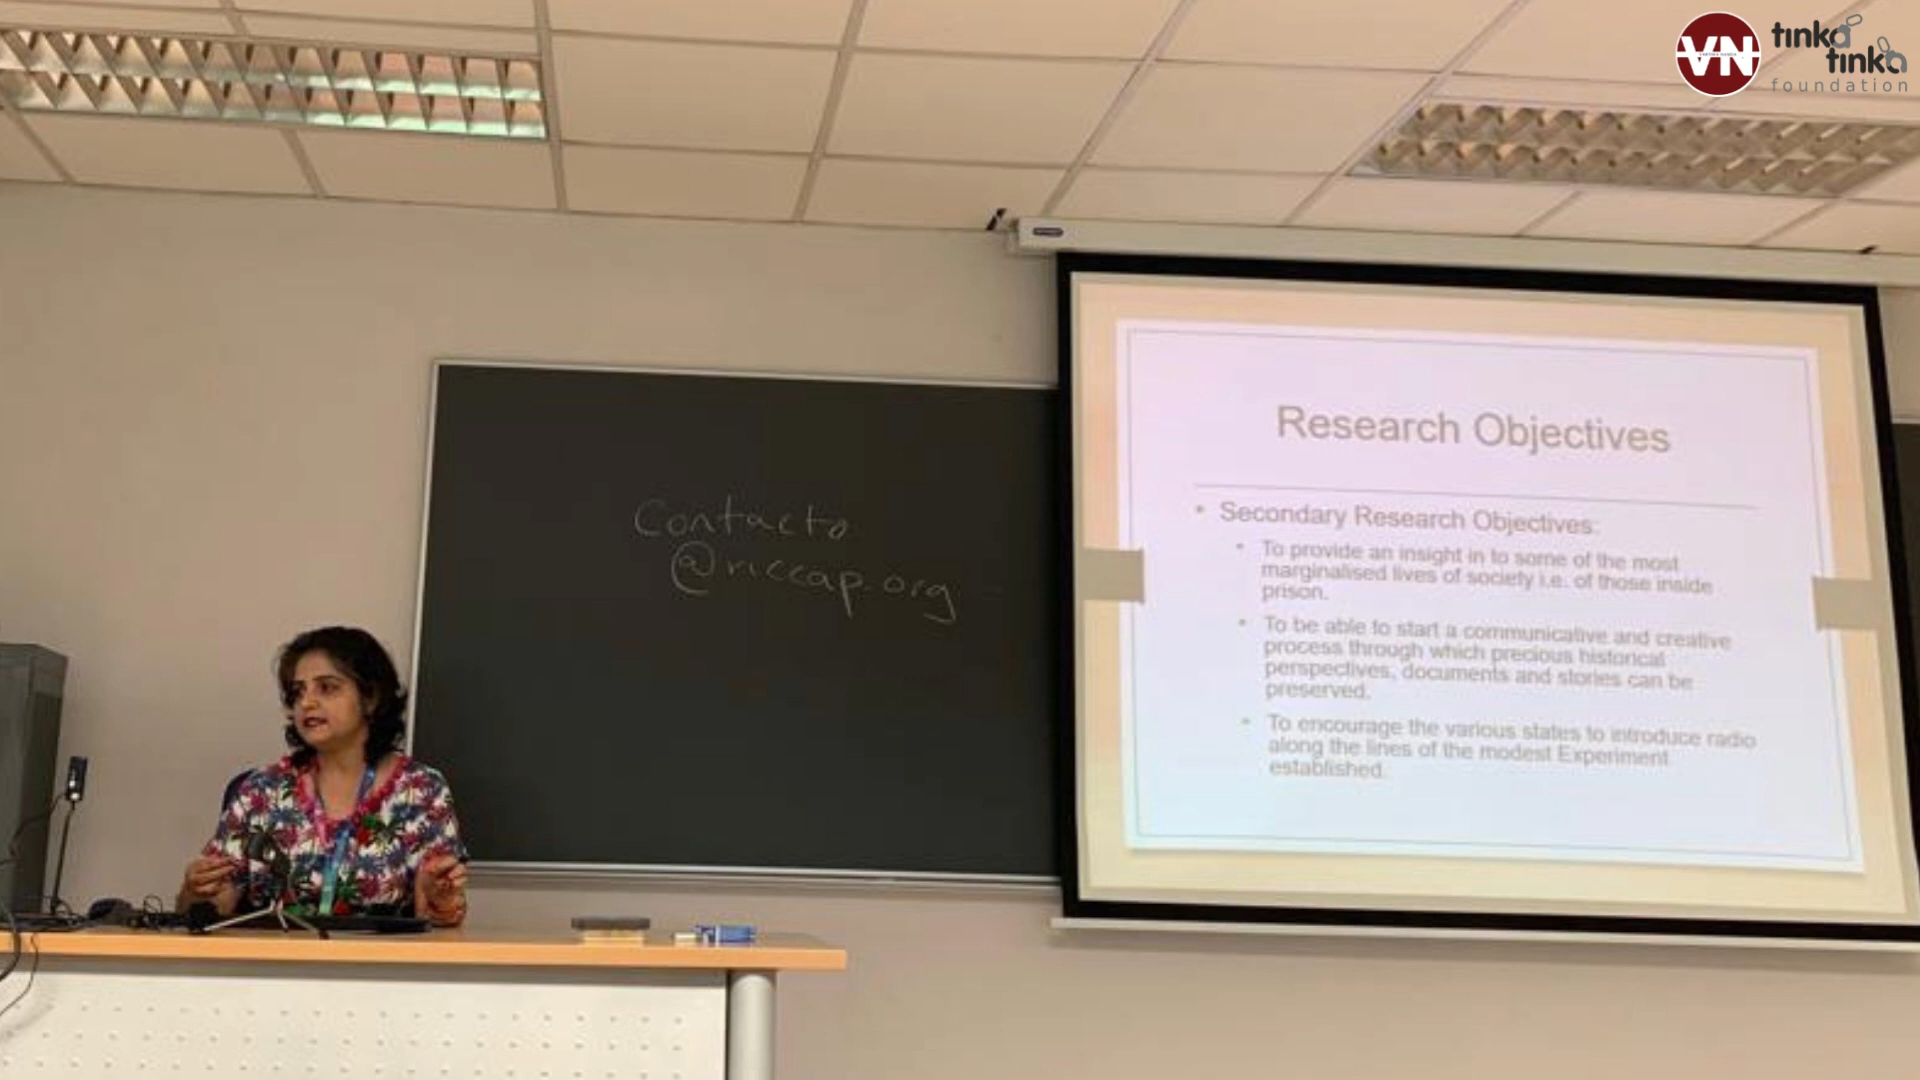 VN
tinka
tinka
foundation
Contacto
@riccap.org
Research Objectives
• Secondary Research Objectives:
• To provide an insight in to some of the most
marginalised lives of society i.e. of those inside
prison.
• To be able to start a communicative and creative
process through which precious historical
perspectives, documents and stories can be
preserved.
• To encourage the various states to introduce radio
along the lines of the modest Experiment
established.